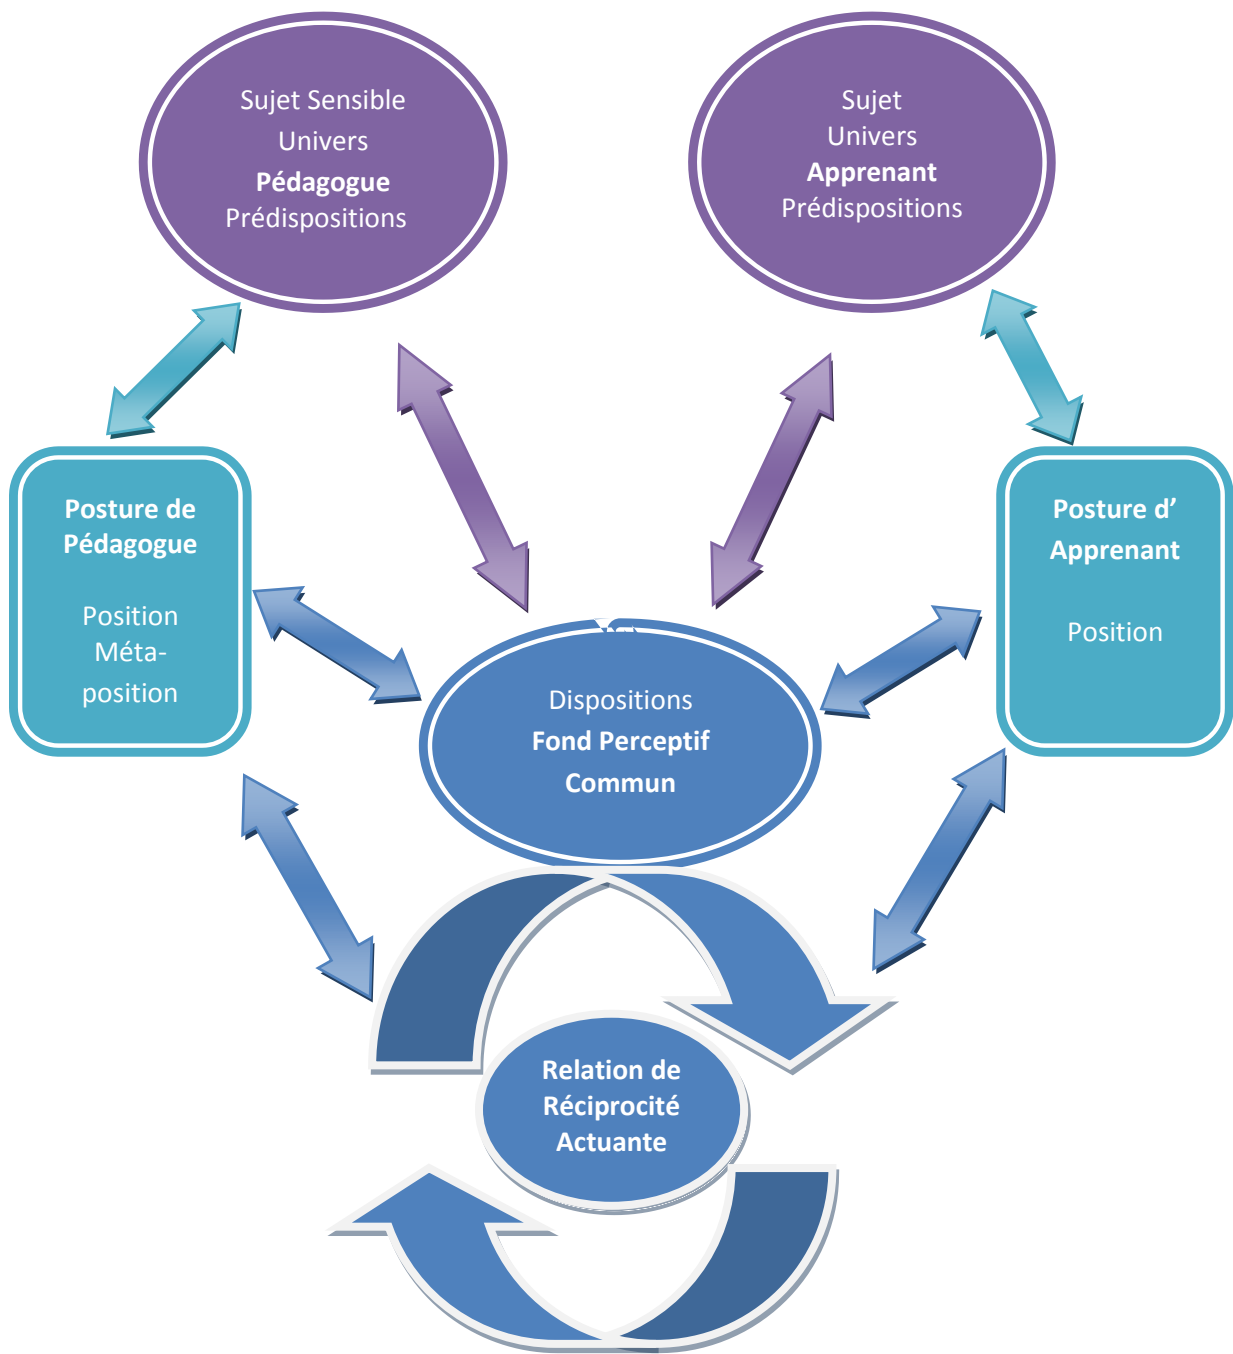 Sujet Sensible
Univers
Pédagogue
Prédispositions
Sujet
Univers
Apprenant
Prédispositions
Posture de
Pédagogue
Position
Méta-
position
Posture d’
Apprenant
Position
Dispositions
Fond Perceptif
Commun
Relation de
Réciprocité
Actuante